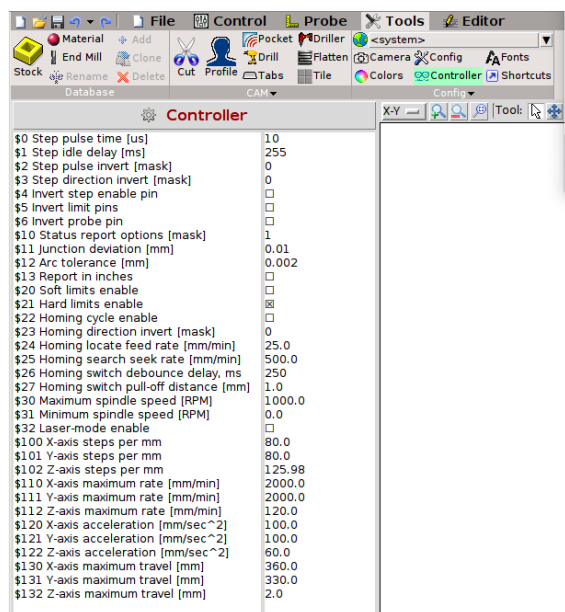 File Control Probe Tools Editor
Material Add Pocket Driller <system>
End Mill Clone Drill Flatten Camera Config Fonts
Stock Rename Delete Cut Profile Tabs Tile Colors Controller Shortcuts
Database CAM Config
Controller X-Y Tool:
$0 Step pulse time [us] 10
$1 Step idle delay [ms] 255
$2 Step pulse invert [mask] 0
$3 Step direction invert [mask] 0
$4 Invert step enable pin
$5 Invert limit pins
$6 Invert probe pin
$10 Status report options [mask] 1
$11 Junction deviation [mm] 0.01
$12 Arc tolerance [mm] 0.002
$13 Report in inches
$20 Soft limits enable
$21 Hard limits enable
$22 Homing cycle enable
$23 Homing direction invert [mask] 0
$24 Homing locate feed rate [mm/min] 25.0
$25 Homing search seek rate [mm/min] 500.0
$26 Homing switch debounce delay, ms 250
$27 Homing switch pull-off distance [mm] 1.0
$30 Maximum spindle speed [RPM] 1000.0
$31 Minimum spindle speed [RPM] 0.0
$32 Laser-mode enable
$100 X-axis steps per mm 80.0
$101 Y-axis steps per mm 80.0
$102 Z-axis steps per mm 125.98
$110 X-axis maximum rate [mm/min] 2000.0
$111 Y-axis maximum rate [mm/min] 2000.0
$112 Z-axis maximum rate [mm/min] 120.0
$120 X-axis acceleration [mm/sec^2] 100.0
$121 Y-axis acceleration [mm/sec^2] 100.0
$122 Z-axis acceleration [mm/sec^2] 60.0
$130 X-axis maximum travel [mm] 360.0
$131 Y-axis maximum travel [mm] 330.0
$132 Z-axis maximum travel [mm] 2.0